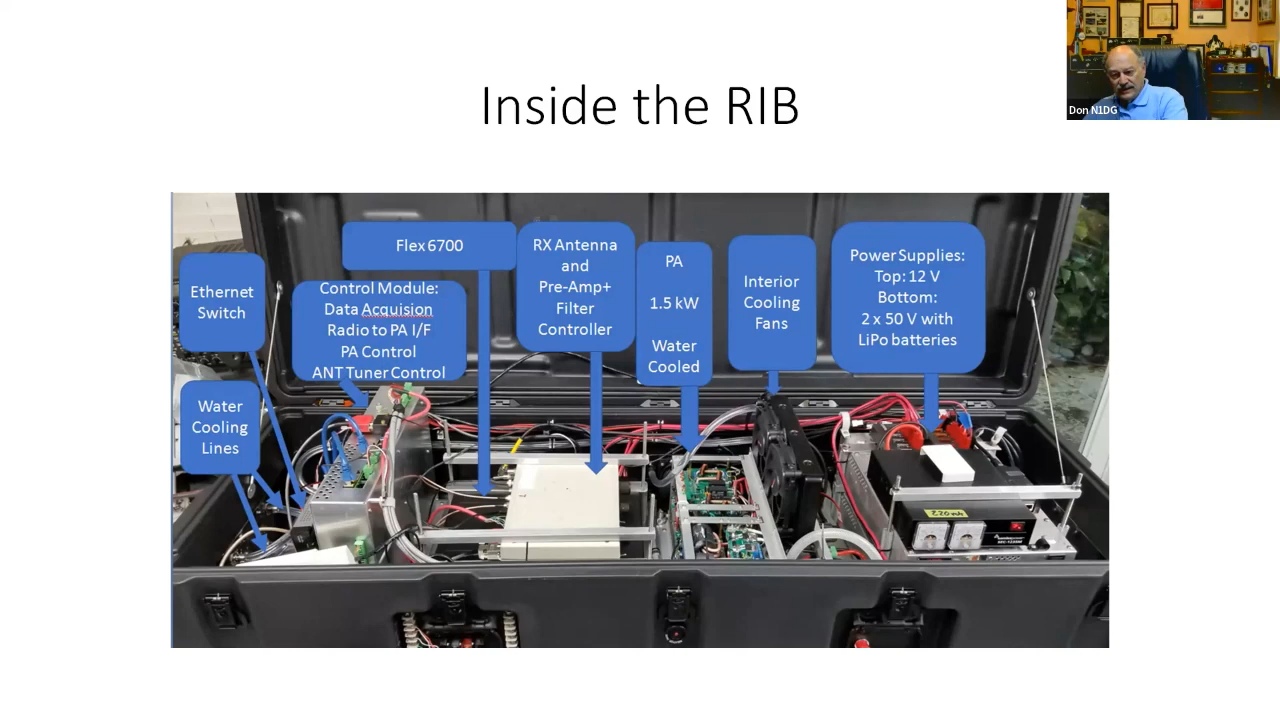 Don N1DG
Inside the RIB
Ethernet
Switch
Water
Cooling
Lines
Control Module:
Data Acquision
Radio to PA I/F
PA Control
ANT Tuner Control
Flex 6700
RX Antenna
and
Pre-Amp+
Filter
Controller
PA
1.5 kW
Water
Cooled
Interior
Cooling
Fans
Power Supplies:
Top: 12 V
Bottom:
2 x 50 V with
LiPo batteries